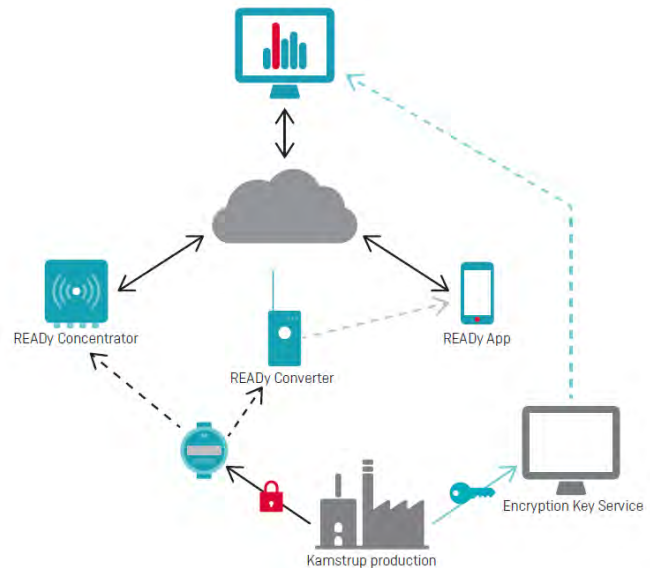 READy Concentrator
READy App
READy Converter
Encryption Key Service
Kamstrup production